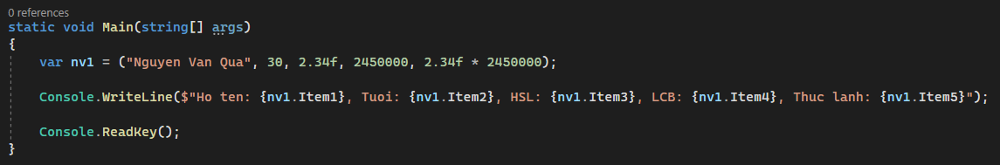 0 references
static void Main(string[] args)
{
var nv1 = ("Nguyen Van Qua", 30, 2.34f, 2450000, 2.34f * 2450000);
Console.WriteLine($"Ho ten: {nv1.Item1}, Tuoi: {nv1.Item2}, HSL: {nv1.Item3}, LCB: {nv1.Item4}, Thuc lanh: {nv1.Item5}");
Console.ReadKey();
}